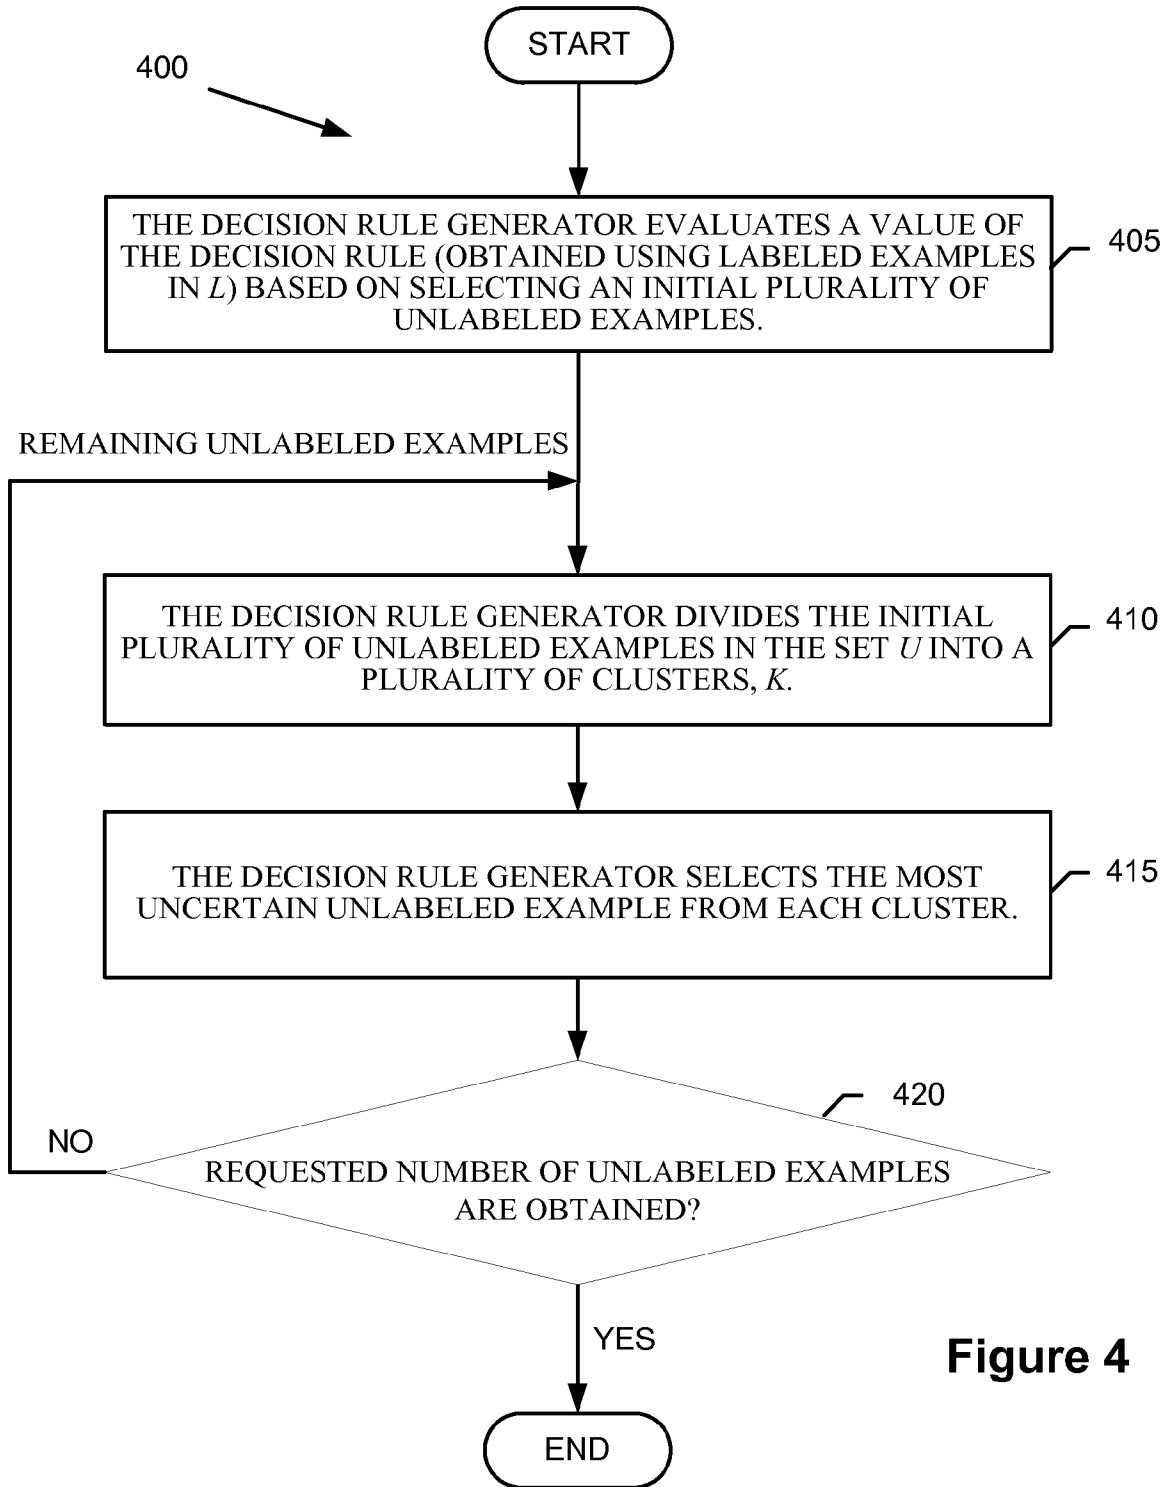 START
400
THE DECISION RULE GENERATOR EVALUATES A VALUE OF
THE DECISION RULE (OBTAINED USING LABELED EXAMPLES
IN L) BASED ON SELECTING AN INITIAL PLURALITY OF
UNLABELED EXAMPLES.
405
REMAINING UNLABELED EXAMPLES
THE DECISION RULE GENERATOR DIVIDES THE INITIAL
PLURALITY OF UNLABELED EXAMPLES IN THE SET U INTO A
PLURALITY OF CLUSTERS, K.
410
THE DECISION RULE GENERATOR SELECTS THE MOST
UNCERTAIN UNLABELED EXAMPLE FROM EACH CLUSTER.
415
420
NO
REQUESTED NUMBER OF UNLABELED EXAMPLES
ARE OBTAINED?
YES
Figure 4
END